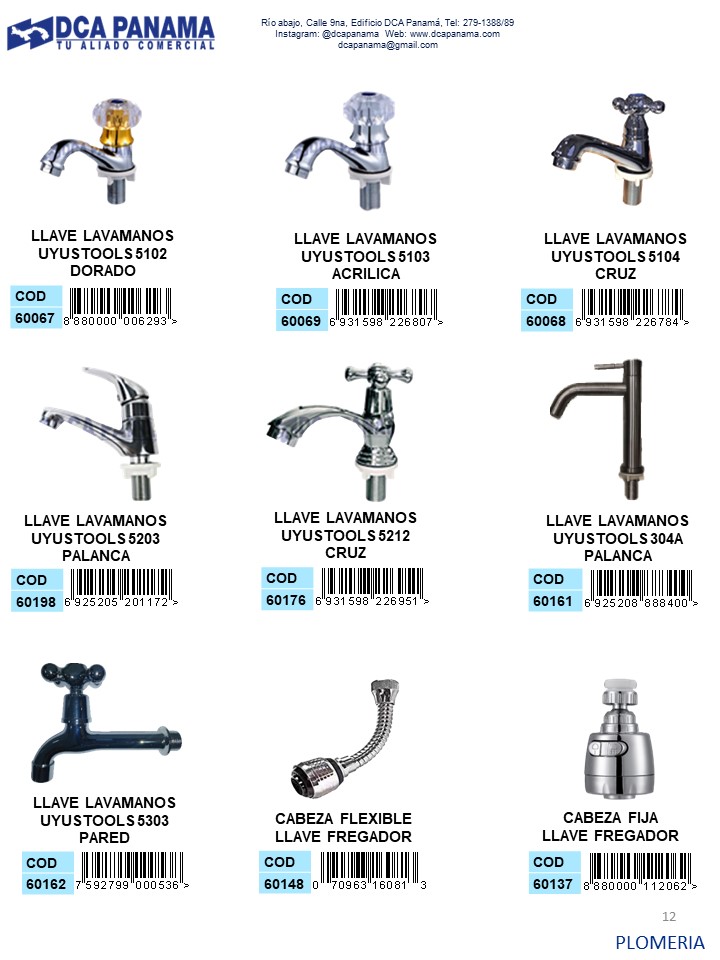 DCA PANAMA
TU ALIADO COMERCIAL
Río abajo, Calle 9na, Edificio DCA Panamá, Tel: 279-1388/89
Instagram: @dcapanama Web: www.dcapanama.com
dcapanama@gmail.com
LLAVE LAVAMANOS
UYUSTOOLS 5102
DORADO
COD
60067
8 880000 006293 >
LLAVE LAVAMANOS
UYUSTOOLS 5103
ACRILICA
COD
60069
6 931598 226807 >
LLAVE LAVAMANOS
UYUSTOOLS 5104
CRUZ
COD
60068
6 931598 226784 >
LLAVE LAVAMANOS
UYUSTOOLS 5203
PALANCA
COD
60198
6 925205 201172 >
LLAVE LAVAMANOS
UYUSTOOLS 5212
CRUZ
COD
60176
6 931598 226951 >
LLAVE LAVAMANOS
UYUSTOOLS 304A
PALANCA
COD
60161
6 925208 888400 >
LLAVE LAVAMANOS
UYUSTOOLS 5303
PARED
COD
60162
7 592799 000536 >
CABEZA FLEXIBLE
LLAVE FREGADOR
COD
60148
0 70963 16081 3
CABEZA FIJA
LLAVE FREGADOR
COD
60137
8 880000 112062 >
12
PLOMERIA